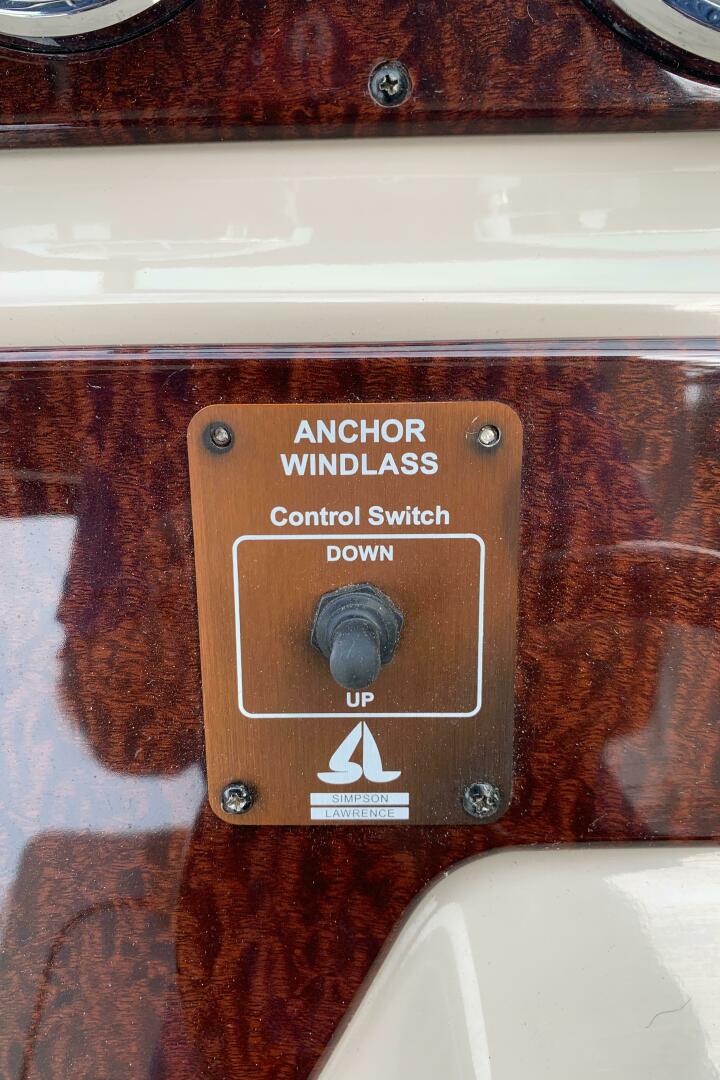 ANCHOR
WINDLASS
Control Switch
DOWN
UP
SIMPSON
LAWRENCE